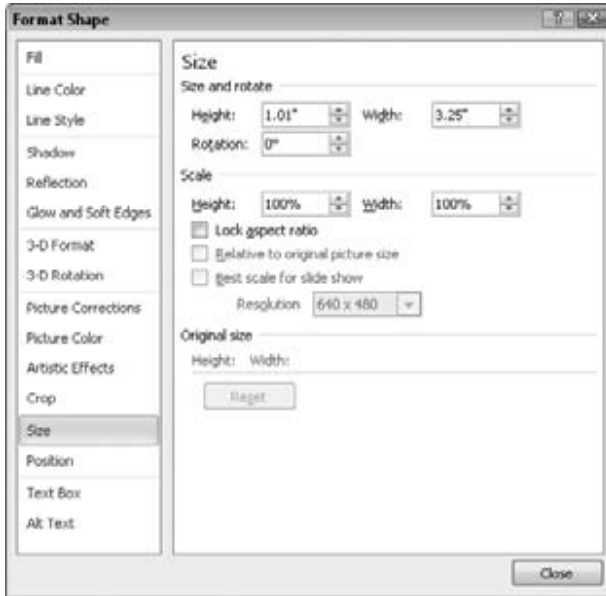 Format Shape
Fill
Line Color
Line Style
Shadow
Reflection
Glow and Soft Edges
3-D Format
3-D Rotation
Picture Corrections
Picture Color
Artistic Effects
Crop
Size
Position
Text Box
Alt Text
Size
Size and rotate
Height: 1.01" Width: 3.25"
Rotation: 0°
Scale
Height: 100% Width: 100%
Lock aspect ratio
Relative to original picture size
Best scale for slide show
Resolution 640 x 480
Original size
Height: Width:
Reset
Close